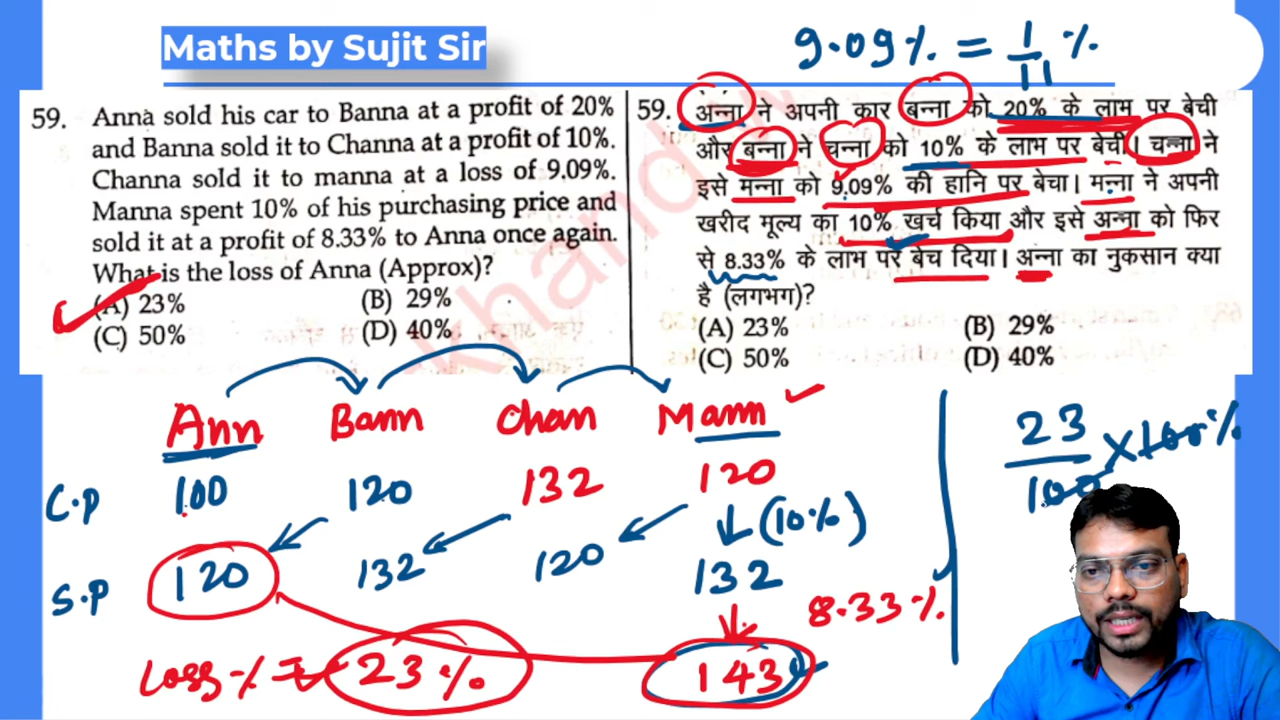 Maths by Sujit Sir
9.09% = 1/11 %
59. Anna sold his car to Banna at a profit of 20%
and Banna sold it to Channa at a profit of 10%.
Channa sold it to manna at a loss of 9.09%.
Manna spent 10% of his purchasing price and
sold it at a profit of 8.33% to Anna once again.
What is the loss of Anna (Approx)?
(A) 23% (B) 29%
(C) 50% (D) 40%
59. अन्ना ने अपनी कार बन्ना को 20% के लाभ पर बेची
और बन्ना ने चन्ना को 10% के लाभ पर बेची। चन्ना ने
इसे मन्ना को 9.09% की हानि पर बेचा। मन्ना ने अपनी
खरीद मूल्य का 10% खर्च किया और इसे अन्ना को फिर
से 8.33% के लाभ पर बेच दिया। अन्ना का नुकसान क्या
है (लगभग)?
(A) 23% (B) 29%
(C) 50% (D) 40%
khand
Ann Bann Chan Mann
C.P 100 120 132 120
(10%)
S.P 120 132 120 132
8.33%
Loss % = 23% 143
23/100 × 100%